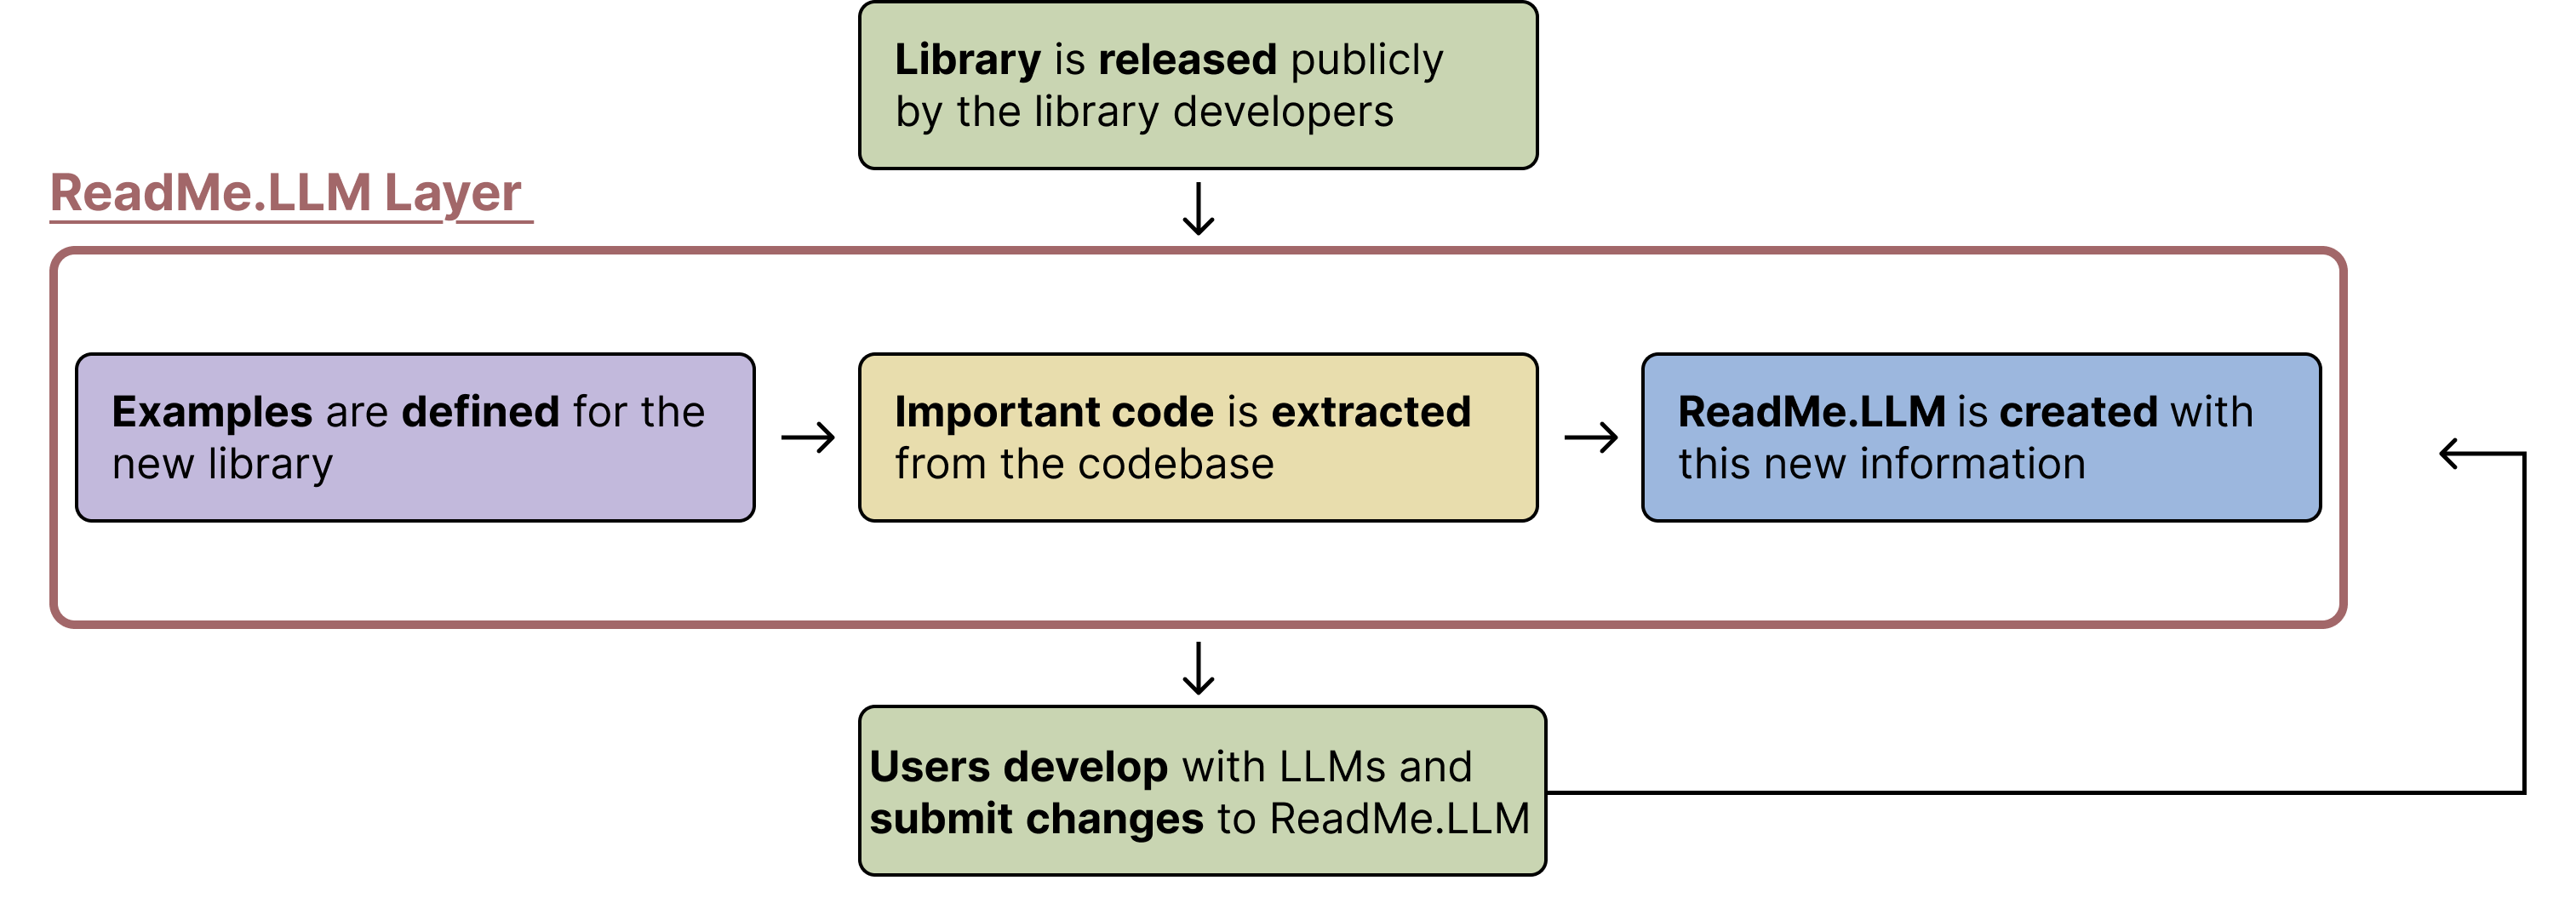 Library is released publicly
by the library developers
ReadMe.LLM Layer
Examples are defined for the
new library
Important code is extracted
from the codebase
ReadMe.LLM is created with
this new information
Users develop with LLMs and
submit changes to ReadMe.LLM